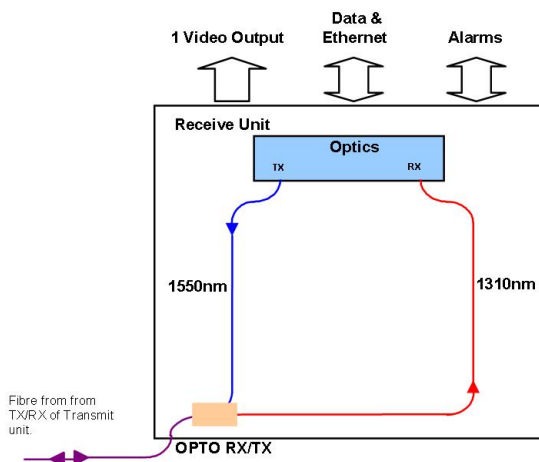 1 Video Output
Data &
Ethernet
Alarms
Receive Unit
Optics
TX
RX
1550nm
1310nm
Fibre from from
TX/RX of Transmit
unit.
OPTO RX/TX